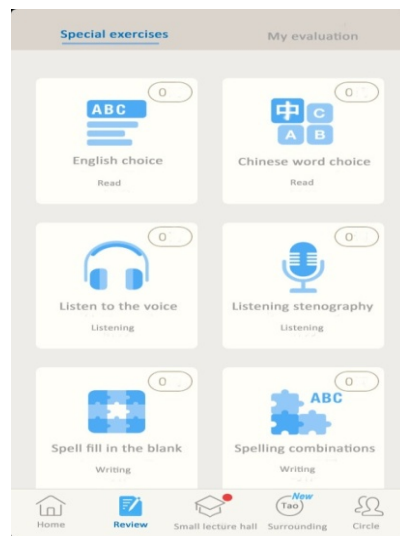 Special exercises My evaluation
0 0
ABC 中 C
A B
English choice Chinese word choice
Read Read
0 0
Listen to the voice Listening stenography
Listening Listening
0 0
ABC
Spell fill in the blank Spelling combinations
Writing Writing
New
Tao
Home Review Small lecture hall Surrounding Circle